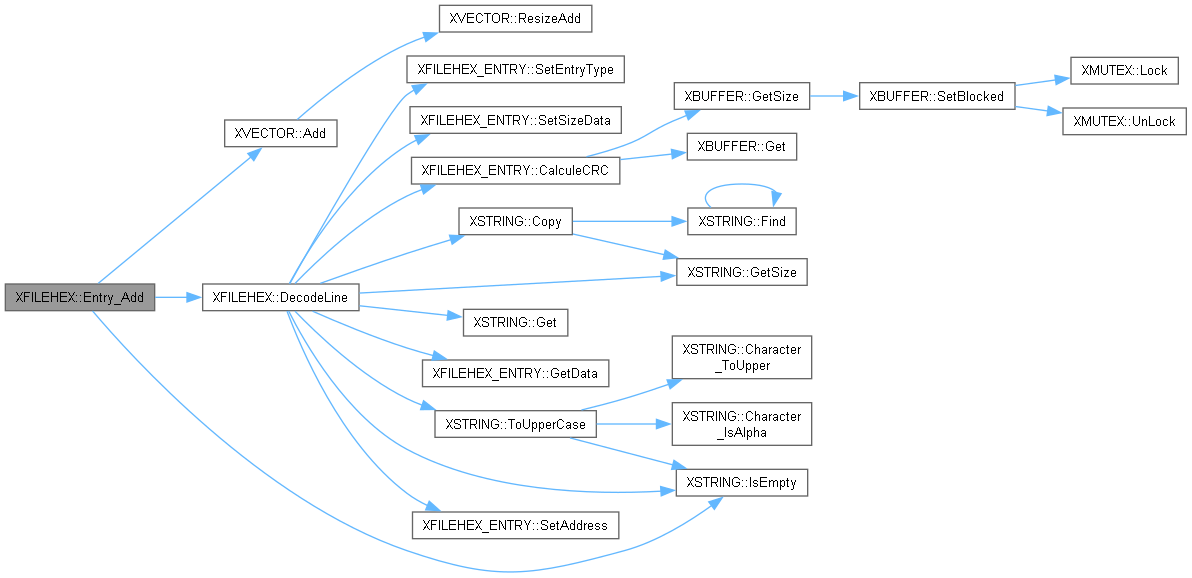 XVECTOR::ResizeAdd
XFILEHEX_ENTRY::SetEntryType
XMUTEX::Lock
XBUFFER::GetSize
XBUFFER::SetBlocked
XFILEHEX_ENTRY::SetSizeData
XMUTEX::UnLock
XVECTOR::Add
XBUFFER::Get
XFILEHEX_ENTRY::CalculeCRC
XSTRING::Copy
XSTRING::Find
XSTRING::GetSize
XFILEHEX::Entry_Add
XFILEHEX::DecodeLine
XSTRING::Get
XSTRING::Character
_ToUpper
XFILEHEX_ENTRY::GetData
XSTRING::ToUpperCase
XSTRING::Character
_IsAlpha
XSTRING::IsEmpty
XFILEHEX_ENTRY::SetAddress